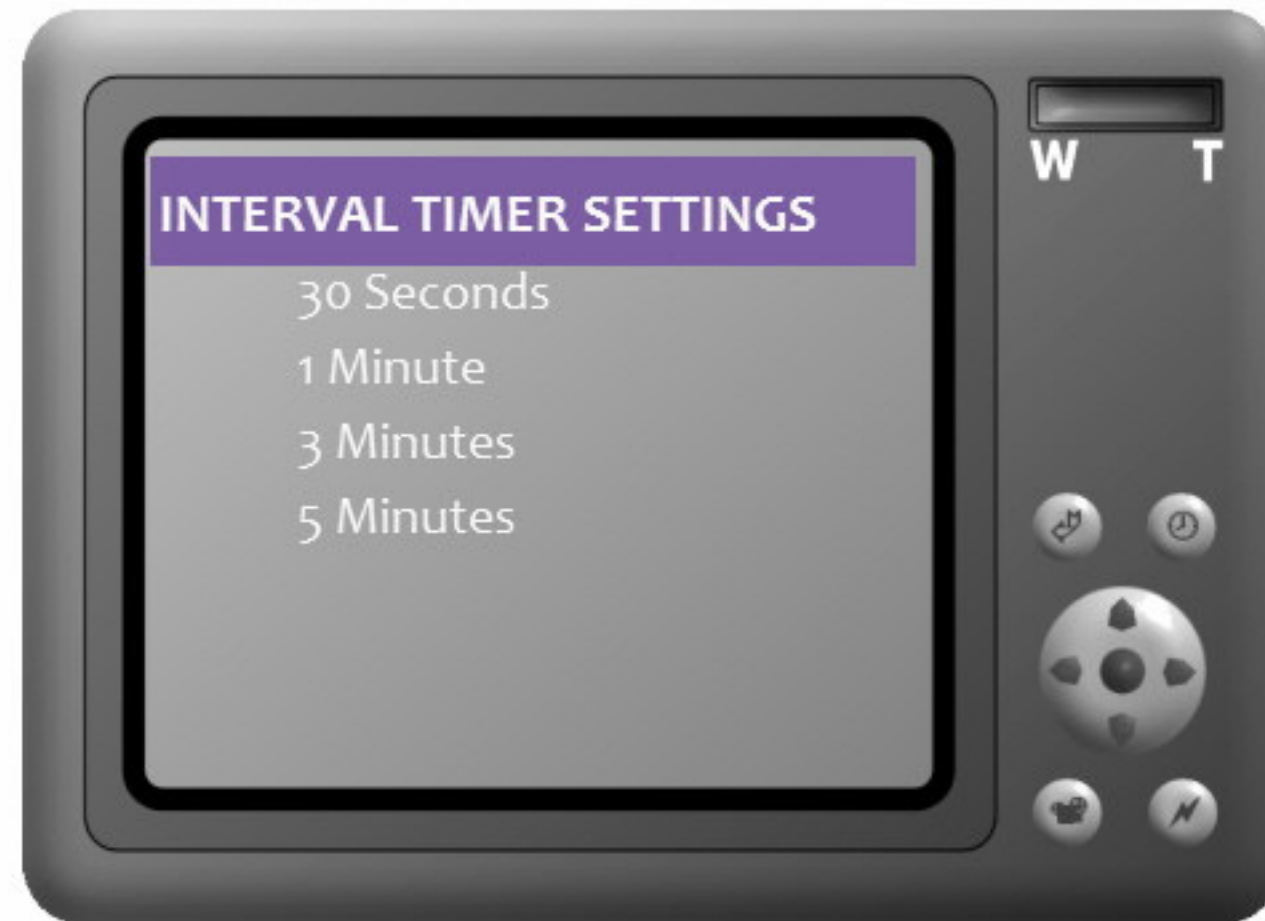 INTERVAL TIMER SETTINGS
30 Seconds
1 Minute
3 Minutes
5 Minutes
W T